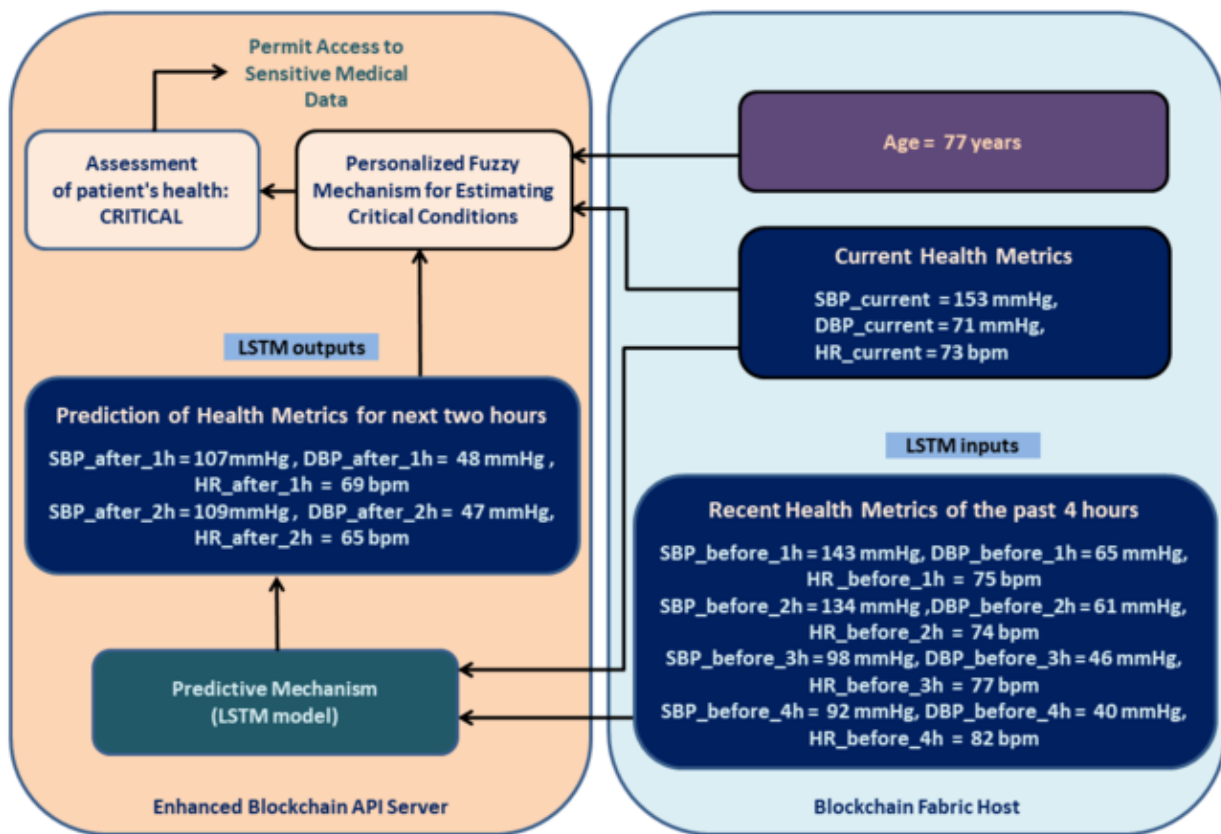 Permit Access to
Sensitive Medical
Data
Assessment
of patient's health:
CRITICAL
Personalized Fuzzy
Mechanism for Estimating
Critical Conditions
LSTM outputs
Prediction of Health Metrics for next two hours
SBP_after_1h = 107mmHg , DBP_after_1h = 48 mmHg ,
HR_after_1h = 69 bpm
SBP_after_2h = 109mmHg, DBP_after_2h = 47 mmHg,
HR_after_2h = 65 bpm
Predictive Mechanism
(LSTM model)
Enhanced Blockchain API Server
Age = 77 years
Current Health Metrics
SBP_current = 153 mmHg,
DBP_current = 71 mmHg,
HR_current = 73 bpm
LSTM inputs
Recent Health Metrics of the past 4 hours
SBP_before_1h = 143 mmHg, DBP_before_1h = 65 mmHg,
HR_before_1h = 75 bpm
SBP_before_2h = 134 mmHg ,DBP_before_2h = 61 mmHg,
HR_before_2h = 74 bpm
SBP_before_3h = 98 mmHg, DBP_before_3h = 46 mmHg,
HR_before_3h = 77 bpm
SBP_before_4h = 92 mmHg, DBP_before_4h = 40 mmHg,
HR_before_4h = 82 bpm
Blockchain Fabric Host